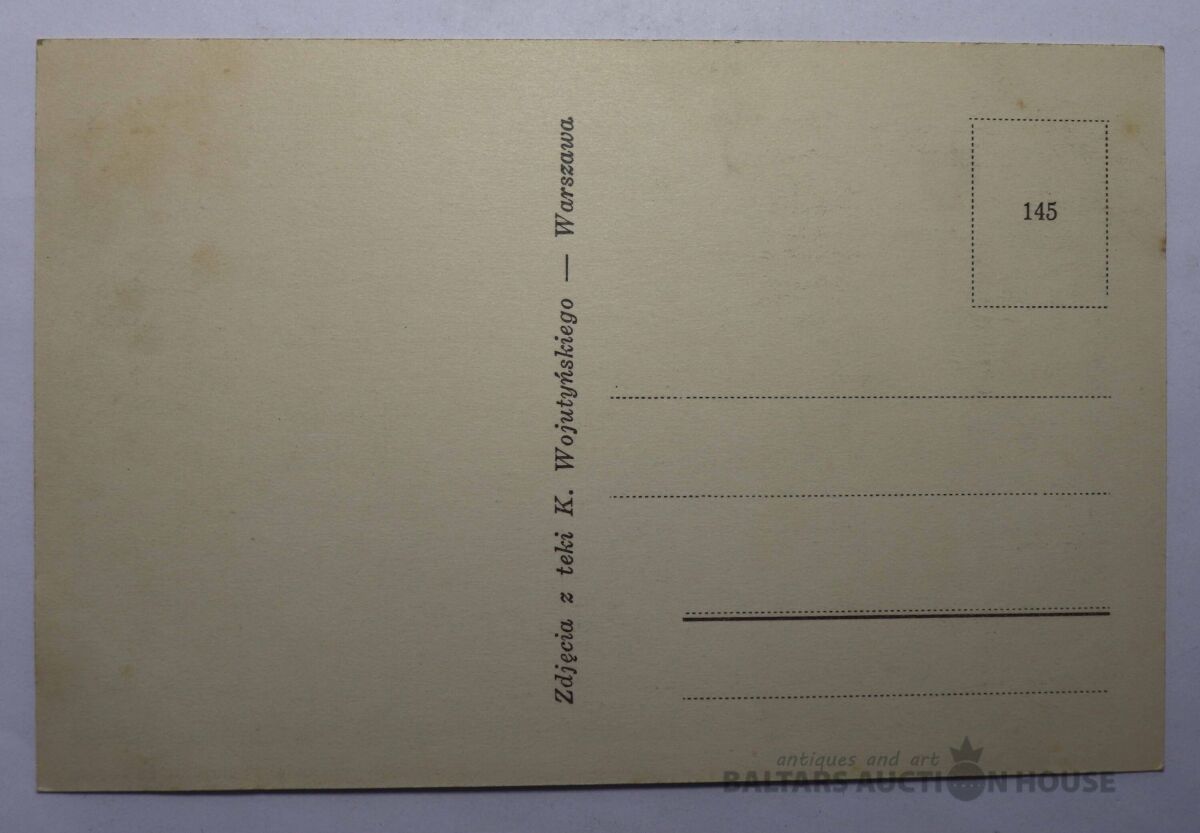 Zdjęcia z teki K. Wojutyńskiego — Warszawa
145
antiques and art
BALTARS AUCTION HOUSE